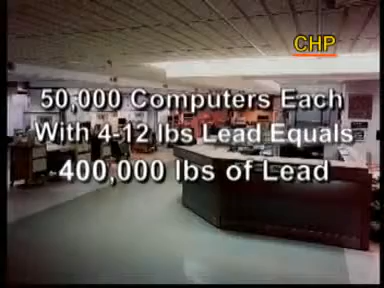 CHP
50,000 Computers Each
With 4-12 lbs Lead Equals
400,000 lbs of Lead